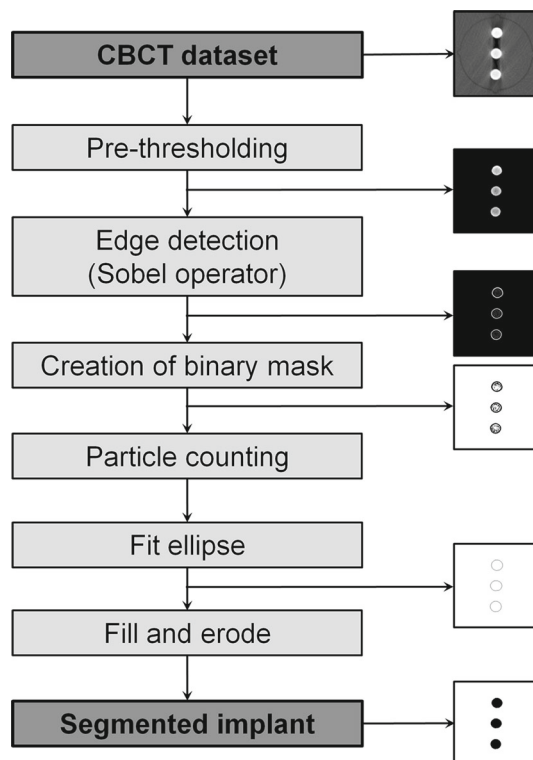 CBCT dataset
Pre-thresholding
Edge detection
(Sobel operator)
Creation of binary mask
Particle counting
Fit ellipse
Fill and erode
Segmented implant